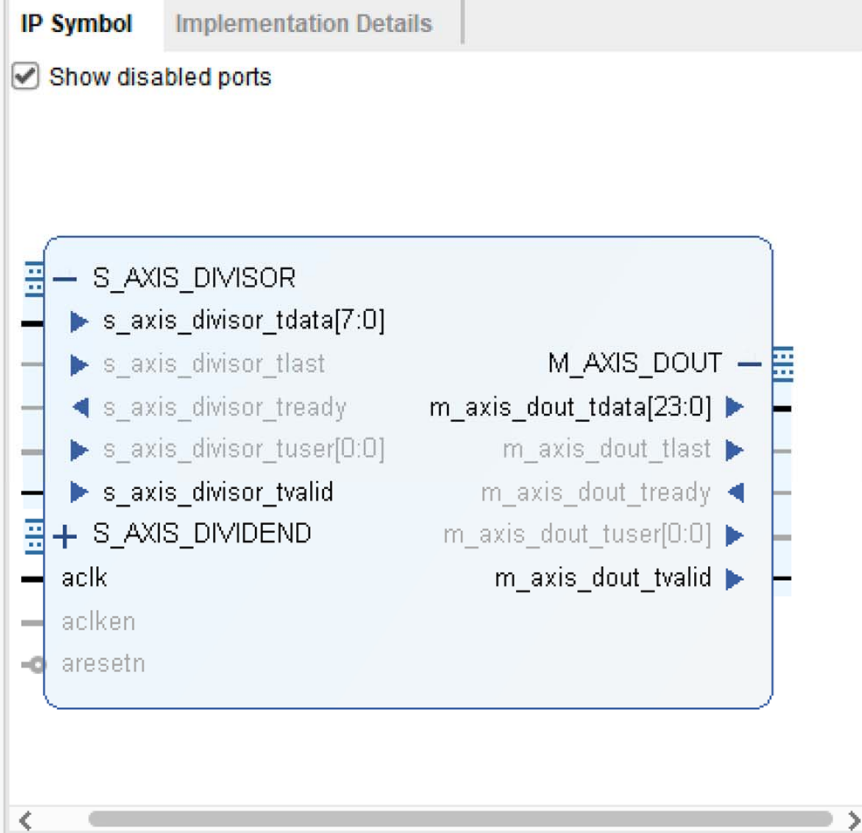 IP Symbol Implementation Details
Show disabled ports
S_AXIS_DIVISOR
s_axis_divisor_tdata[7:0]
s_axis_divisor_tlast
s_axis_divisor_tready
s_axis_divisor_tuser[0:0]
s_axis_divisor_tvalid
S_AXIS_DIVIDEND
aclk
aclken
aresetn
M_AXIS_DOUT
m_axis_dout_tdata[23:0]
m_axis_dout_tlast
m_axis_dout_tready
m_axis_dout_tuser[0:0]
m_axis_dout_tvalid